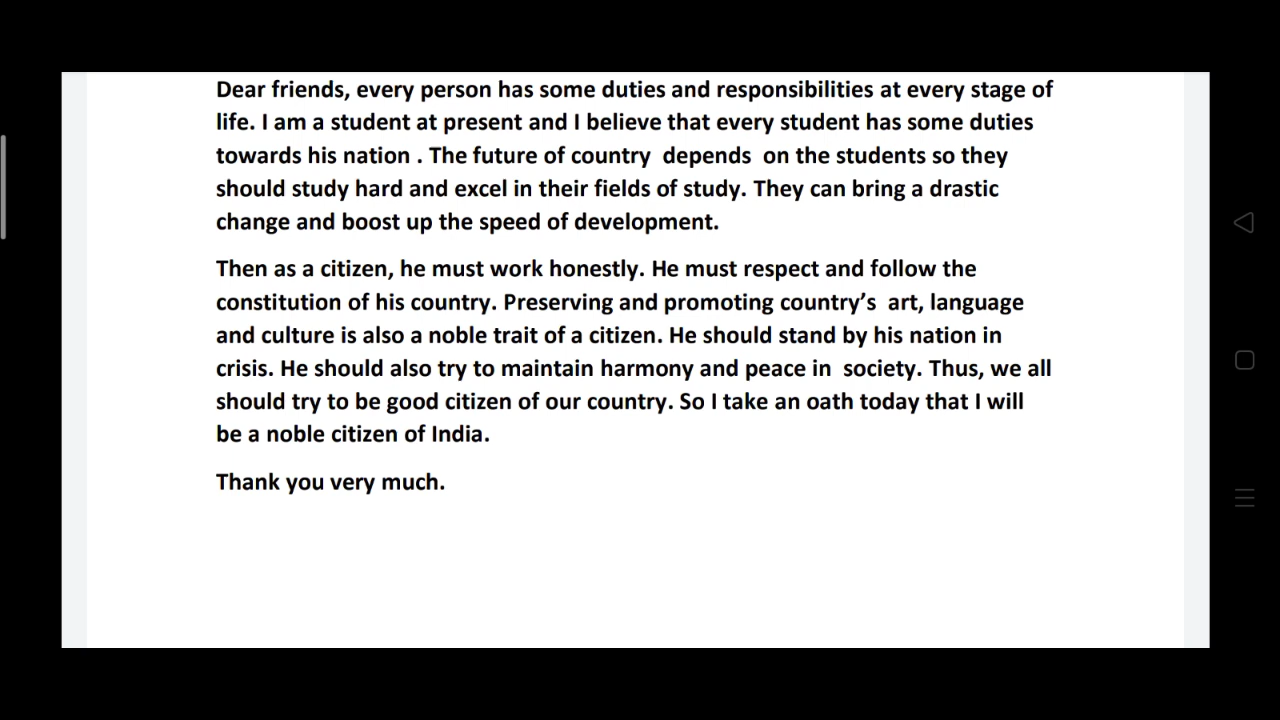 Dear friends, every person has some duties and responsibilities at every stage of
life. I am a student at present and I believe that every student has some duties
towards his nation . The future of country  depends  on the students so they
should study hard and excel in their fields of study. They can bring a drastic
change and boost up the speed of development.
Then as a citizen, he must work honestly. He must respect and follow the
constitution of his country. Preserving and promoting country’s  art, language
and culture is also a noble trait of a citizen. He should stand by his nation in
crisis. He should also try to maintain harmony and peace in  society. Thus, we all
should try to be good citizen of our country. So I take an oath today that I will
be a noble citizen of India.
Thank you very much.